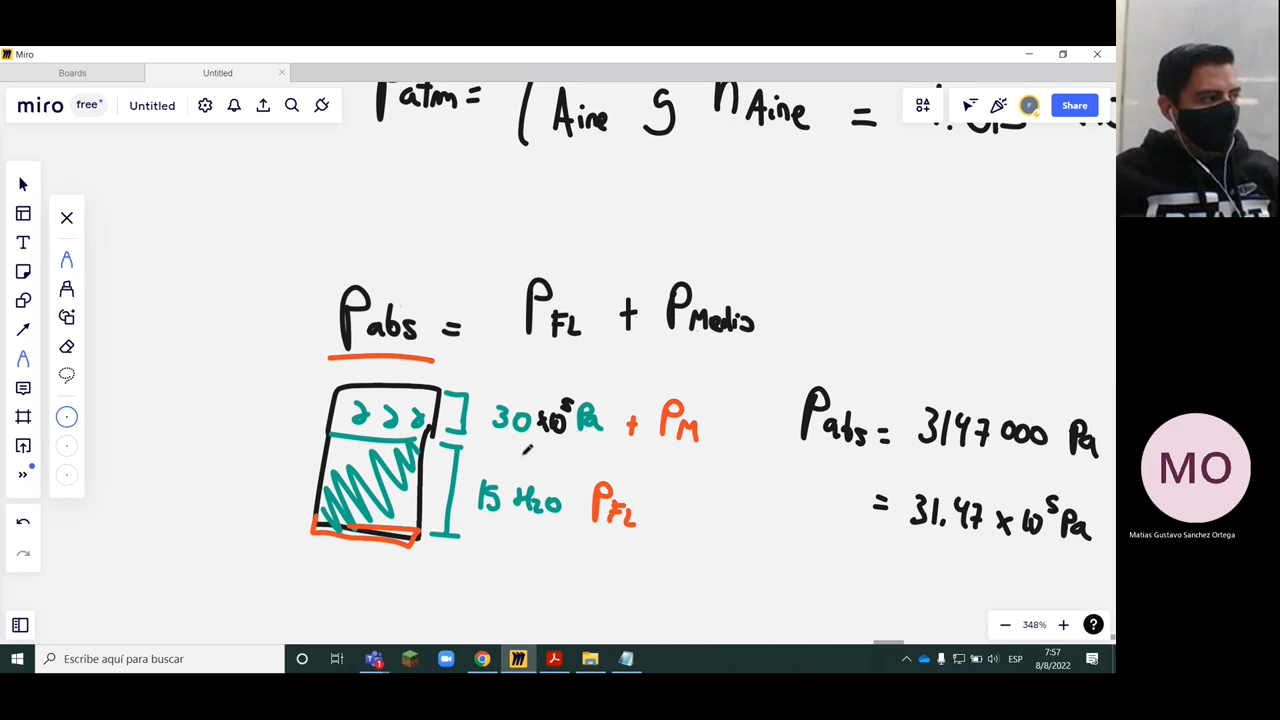 Miro
Boards
Untitled
miro
free
Untitled
Share
Patm =
Aire g hAire =
Pabs = PFL + PMedio
30 x10⁵ Pa + PM
15 H2O PFL
Pabs = 3147 000 Pa
= 31.47 x 10⁵ Pa
348%
MO
Matias Gustavo Sanchez Ortega
Escribe aquí para buscar
ESP
7:57
8/8/2022